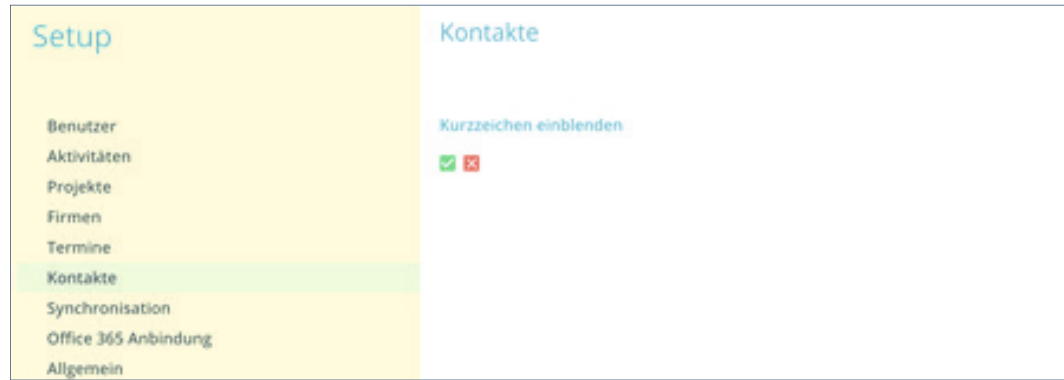 Setup
Benutzer
Aktivitäten
Projekte
Firmen
Termine
Kontakte
Synchronisation
Office 365 Anbindung
Allgemein
Kontakte
Kurzzeichen einblenden